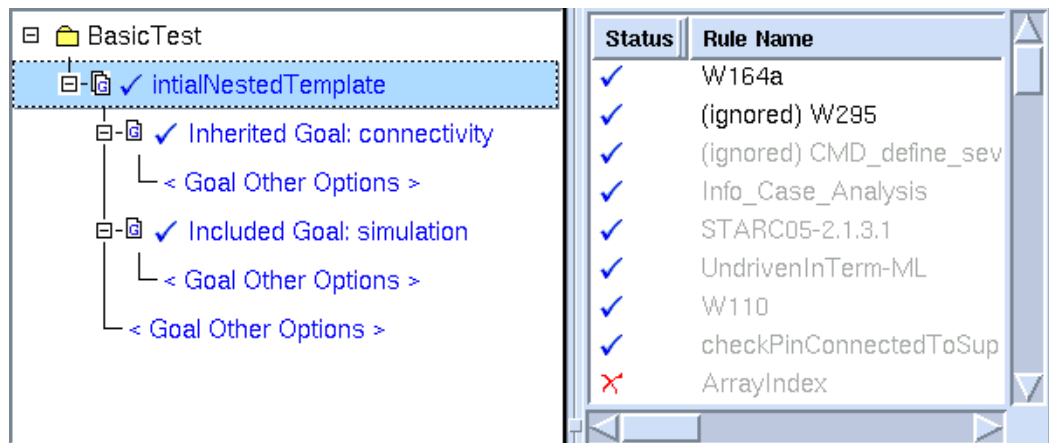 BasicTest
intialNestedTemplate
Inherited Goal: connectivity
< Goal Other Options >
Included Goal: simulation
< Goal Other Options >
< Goal Other Options >
Status Rule Name
W164a
(ignored) W295
(ignored) CMD_define_sev
Info_Case_Analysis
STARC05-2.1.3.1
UndrivenInTerm-ML
W110
checkPinConnectedToSup
ArrayIndex